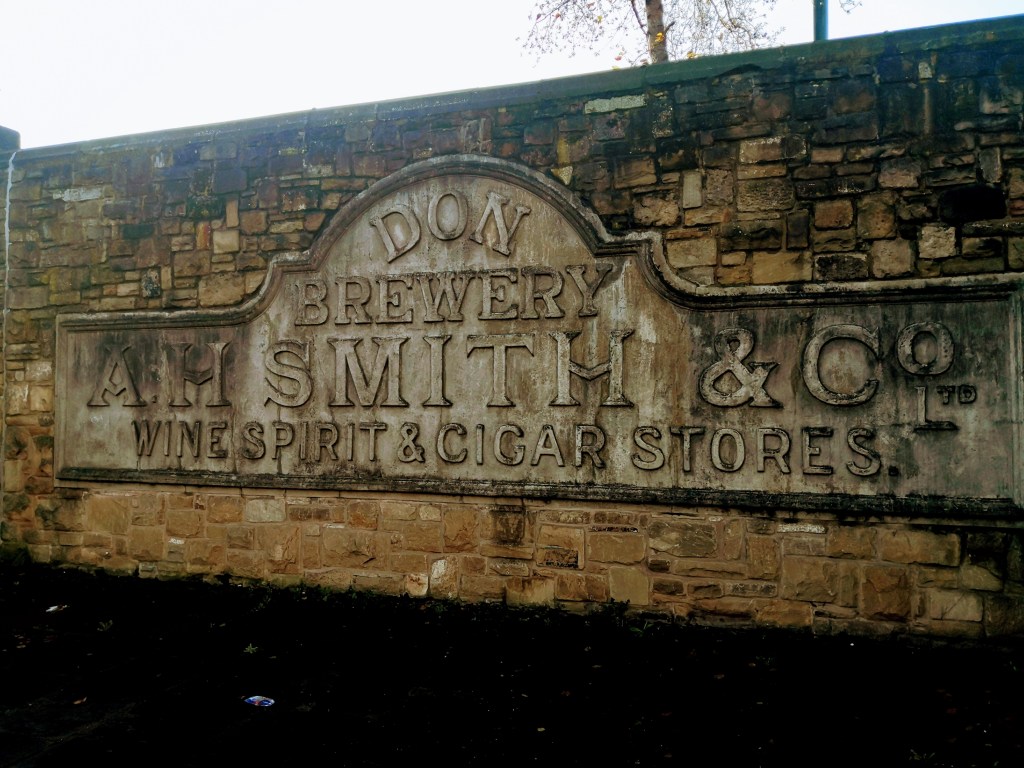 DON
BREWERY
A.H SMITH & Co LTD
WINE SPIRIT & CIGAR STORES.